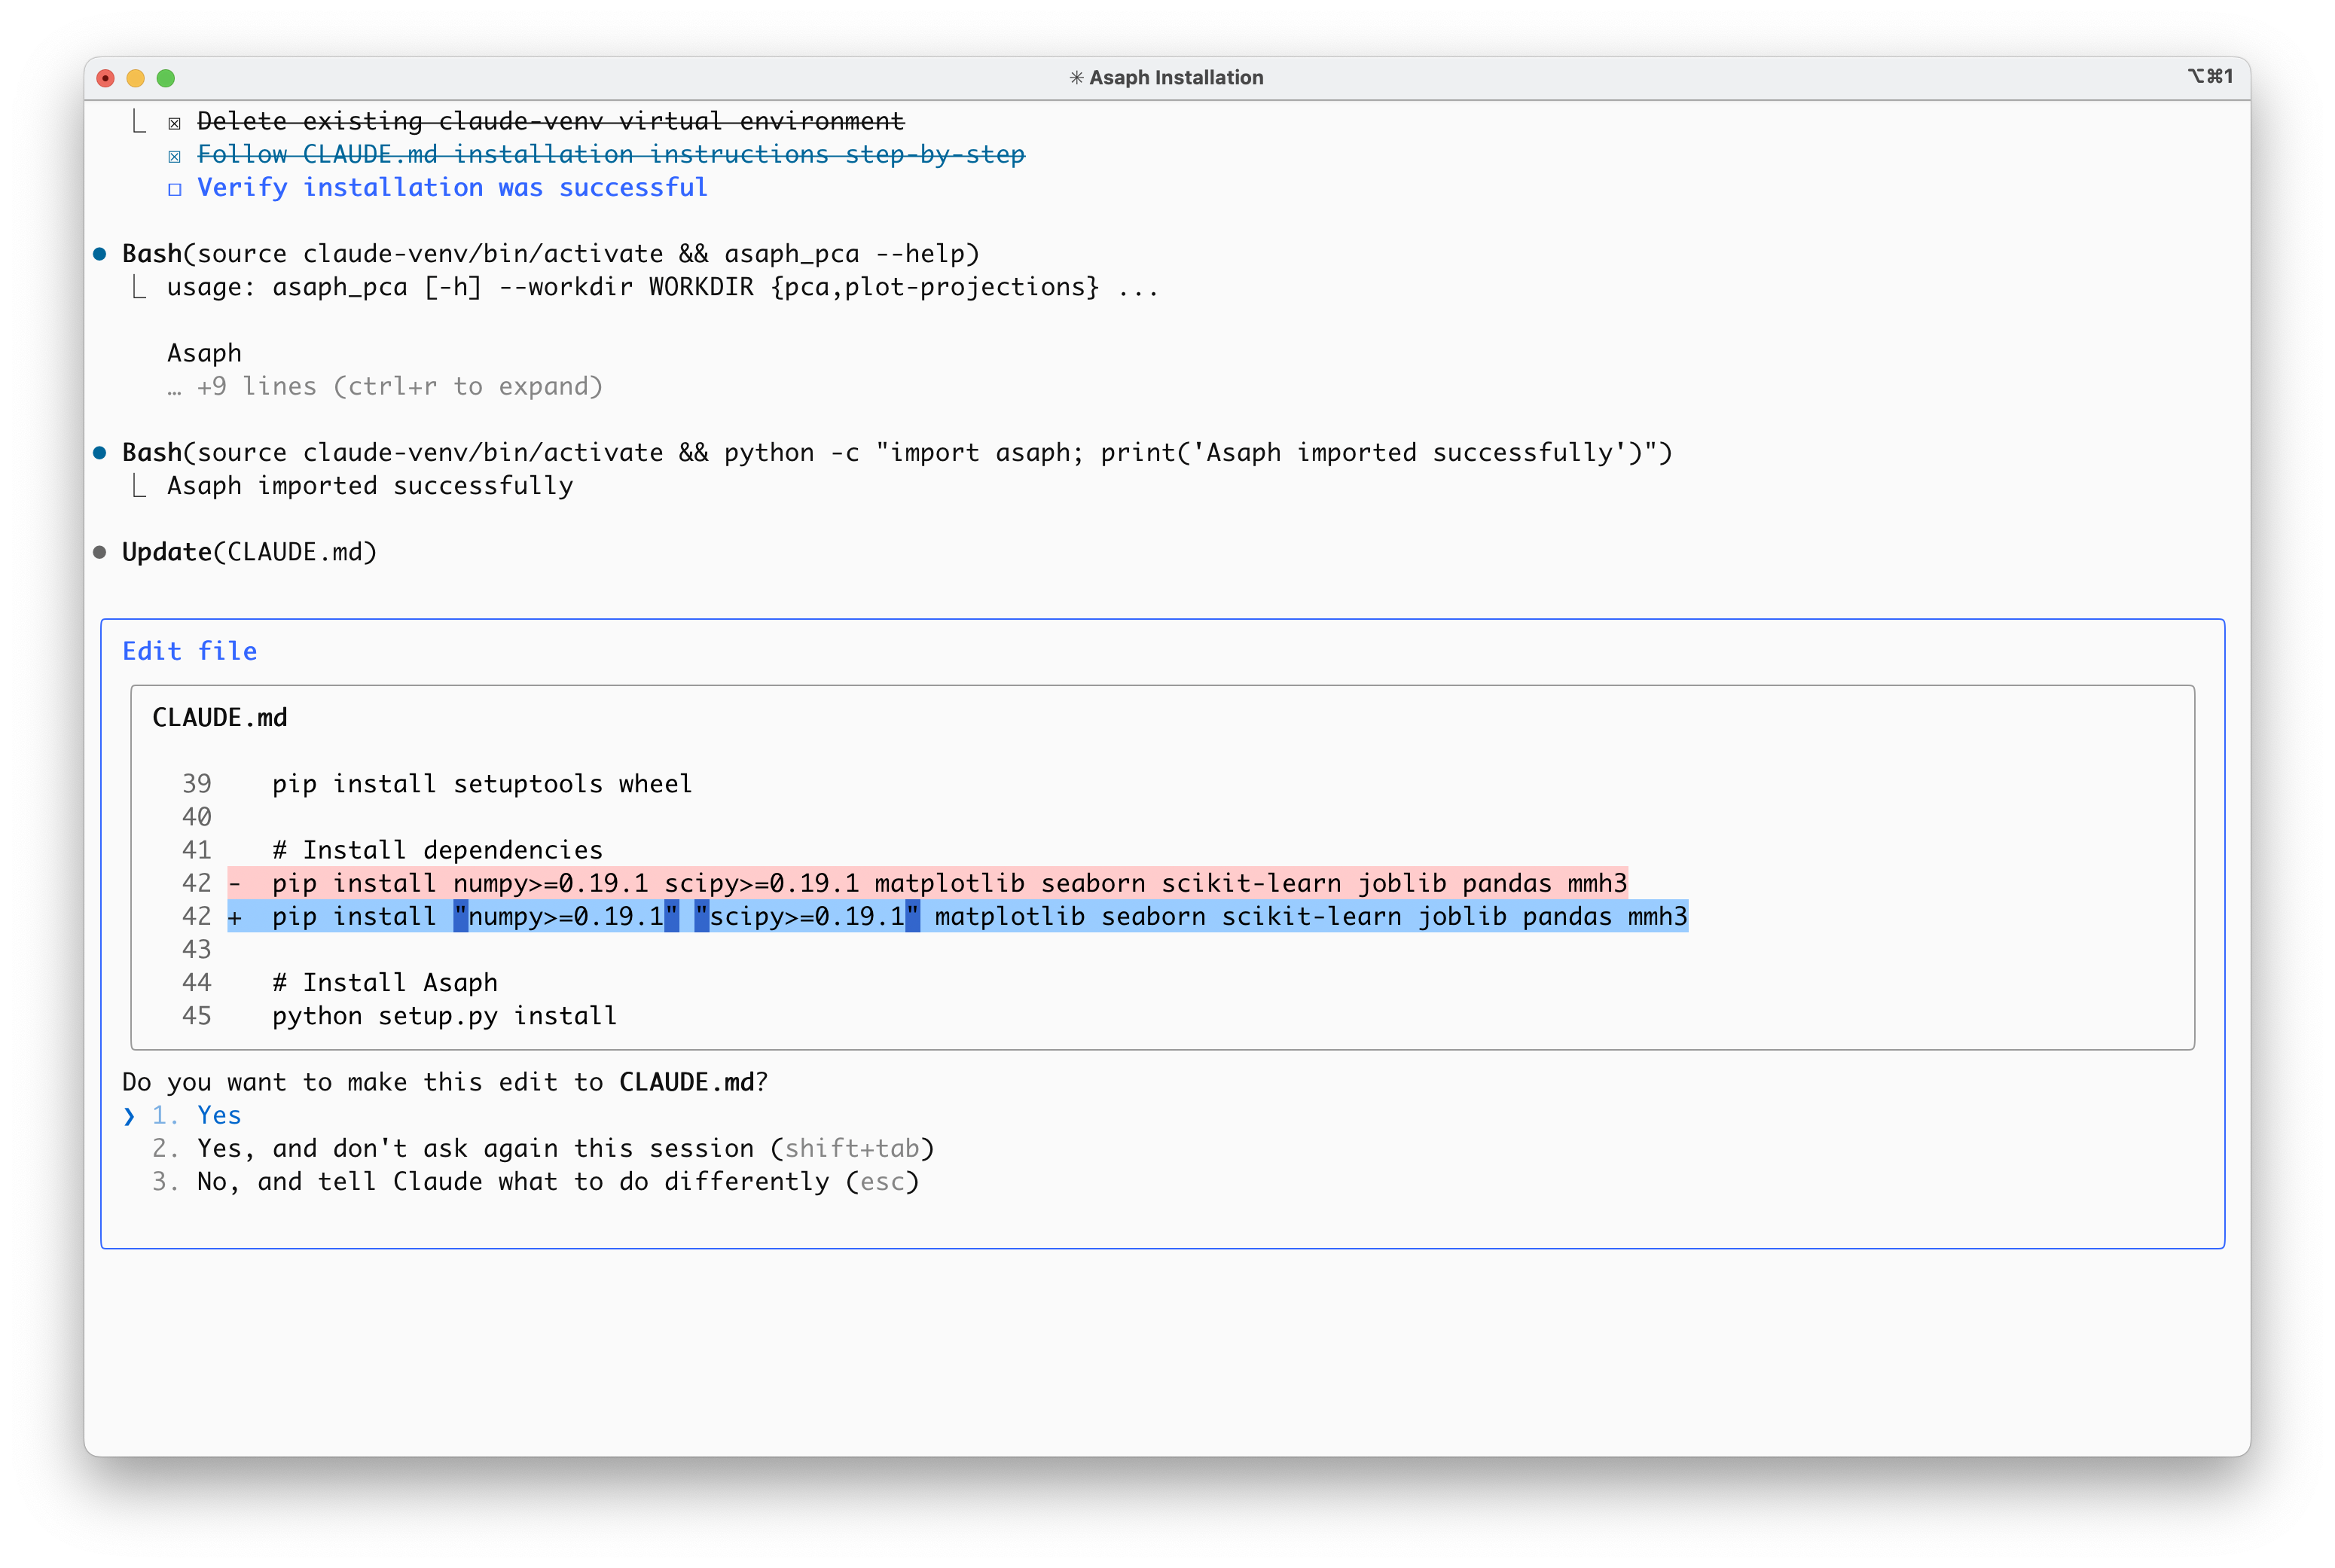 ✳ Asaph Installation
⌥⌘1
⎿ ☒ Delete existing claude-venv virtual environment
☒ Follow CLAUDE.md installation instructions step-by-step
☐ Verify installation was successful
● Bash(source claude-venv/bin/activate && asaph_pca --help)
⎿ usage: asaph_pca [-h] --workdir WORKDIR {pca,plot-projections} ...
Asaph
… +9 lines (ctrl+r to expand)
● Bash(source claude-venv/bin/activate && python -c "import asaph; print('Asaph imported successfully')")
⎿ Asaph imported successfully
● Update(CLAUDE.md)
Edit file
CLAUDE.md
39 pip install setuptools wheel
40
41 # Install dependencies
42 - pip install numpy>=0.19.1 scipy>=0.19.1 matplotlib seaborn scikit-learn joblib pandas mmh3
42 + pip install "numpy>=0.19.1" "scipy>=0.19.1" matplotlib seaborn scikit-learn joblib pandas mmh3
43
44 # Install Asaph
45 python setup.py install
Do you want to make this edit to CLAUDE.md?
❯ 1. Yes
2. Yes, and don't ask again this session (shift+tab)
3. No, and tell Claude what to do differently (esc)